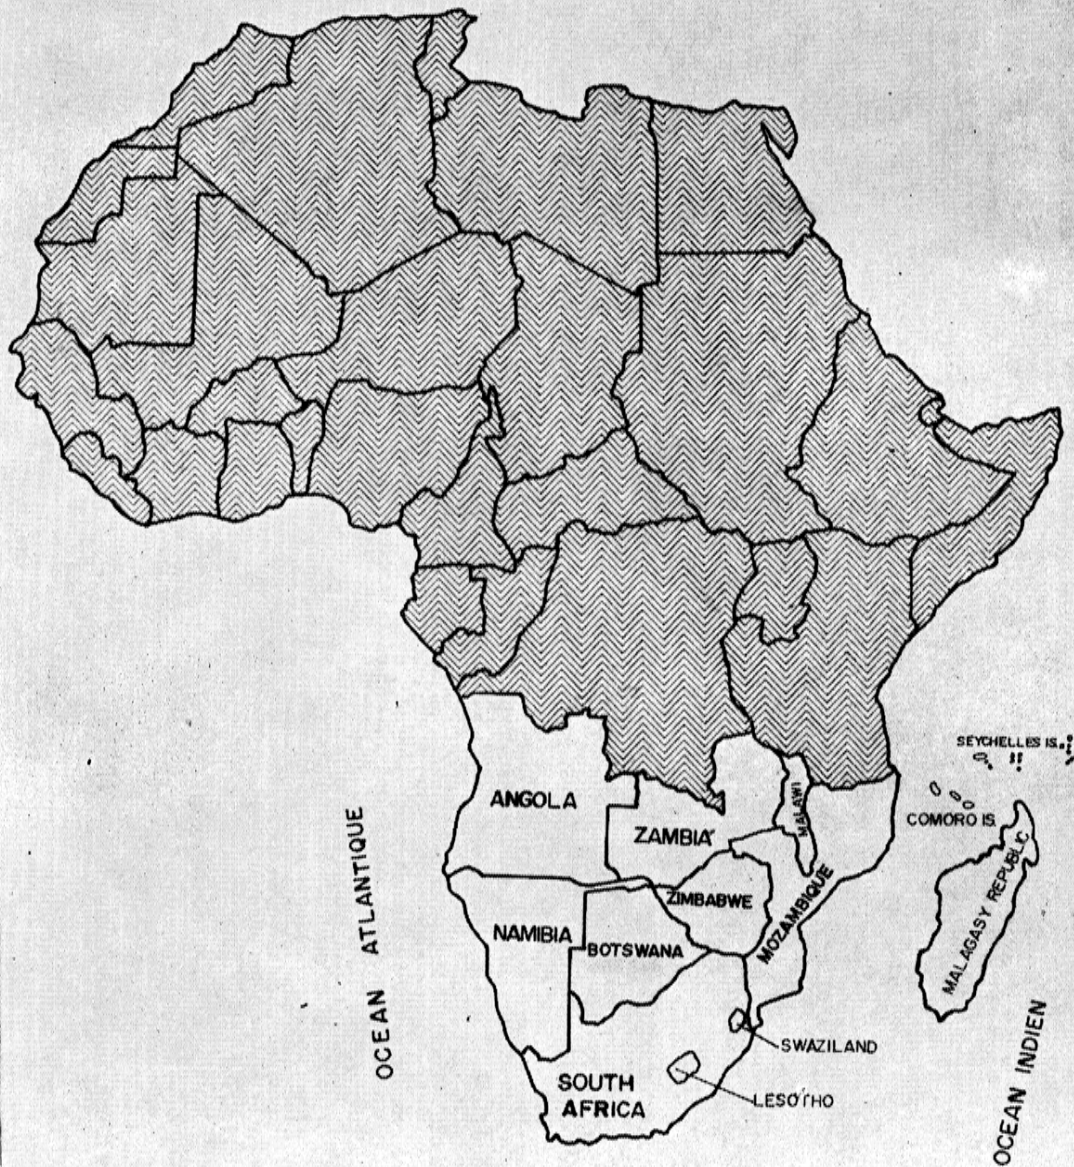 SEYCHELLES IS.
COMORO IS.
MALAGASY REPUBLIC
ANGOLA
ZAMBIA
MALAWI
ZIMBABWE
MOZAMBIQUE
NAMIBIA
BOTSWANA
SWAZILAND
LESOTHO
SOUTH
AFRICA
OCEAN ATLANTIQUE
OCEAN INDIEN